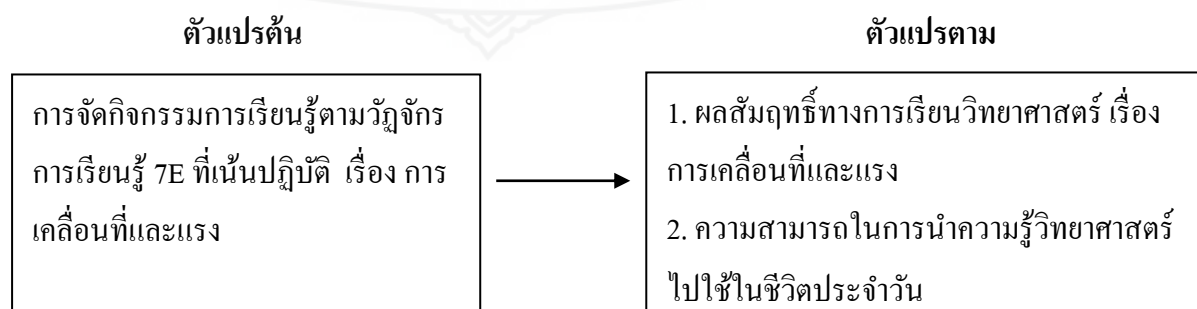 ตัวแปรต้น
การจัดกิจกรรมการเรียนรู้ตามวัฏจักร
การเรียนรู้ 7E ที่เน้นปฏิบัติ เรื่อง การ
เคลื่อนที่และแรง
ตัวแปรตาม
1. ผลสัมฤทธิ์ทางการเรียนวิทยาศาสตร์ เรื่อง
การเคลื่อนที่และแรง
2. ความสามารถในการนำความรู้วิทยาศาสตร์
ไปใช้ในชีวิตประจำวัน